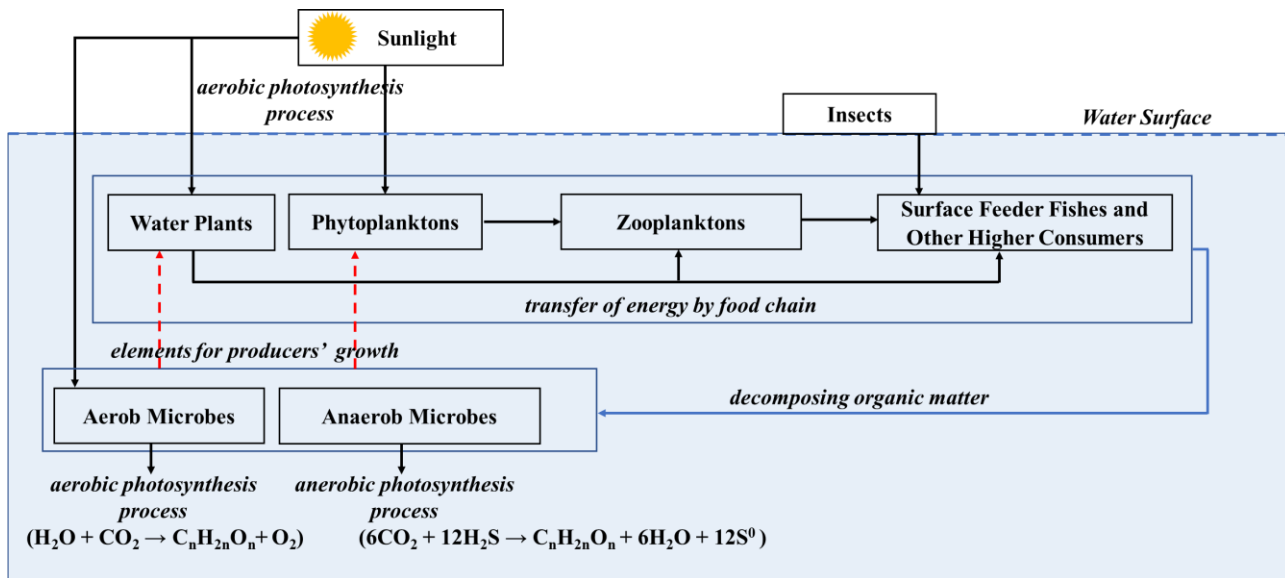 Sunlight
aerobic photosynthesis
process
Insects
Water Surface
Water Plants
Phytoplanktons
Zooplanktons
Surface Feeder Fishes and
Other Higher Consumers
transfer of energy by food chain
elements for producers’ growth
Aerob Microbes
Anaerob Microbes
decomposing organic matter
aerobic photosynthesis
process
(H₂O + CO₂ → CₙH₂ₙOₙ+ O₂)
anerobic photosynthesis
process
(6CO₂ + 12H₂S → CₙH₂ₙOₙ + 6H₂O + 12S⁰ )